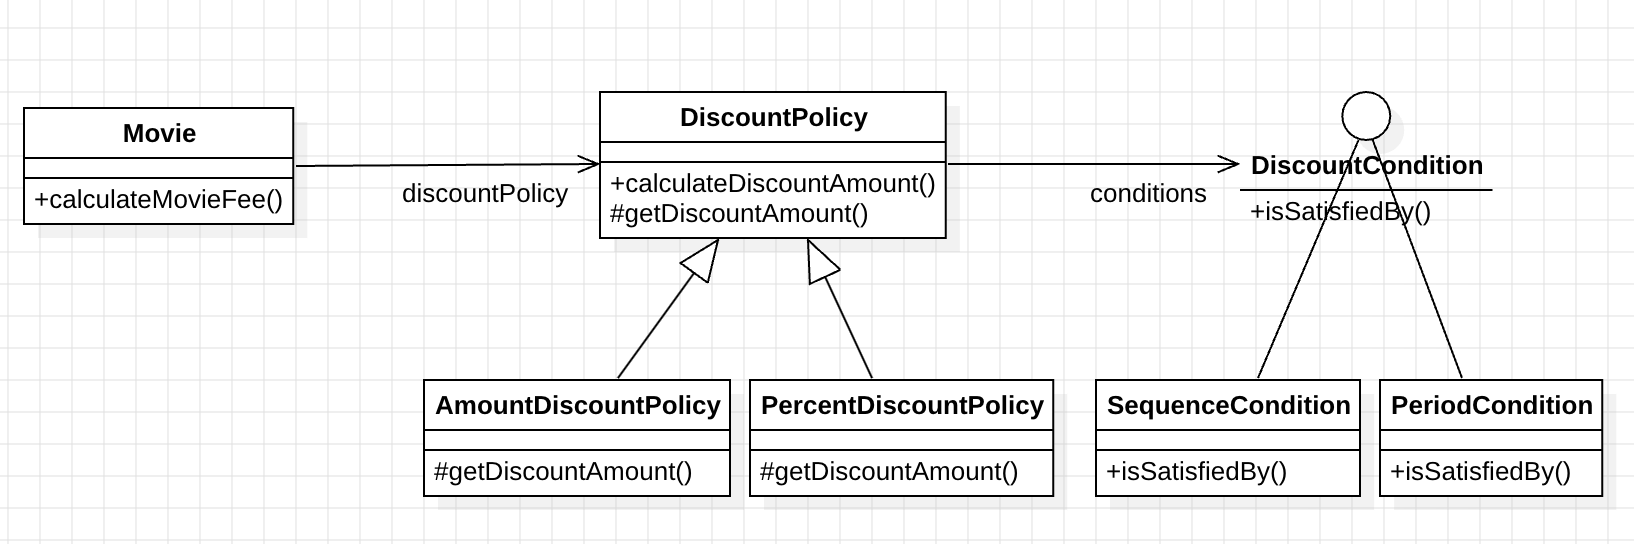 Movie
+calculateMovieFee()
discountPolicy
DiscountPolicy
+calculateDiscountAmount()
#getDiscountAmount()
conditions
DiscountCondition
+isSatisfiedBy()
AmountDiscountPolicy
#getDiscountAmount()
PercentDiscountPolicy
#getDiscountAmount()
SequenceCondition
+isSatisfiedBy()
PeriodCondition
+isSatisfiedBy()